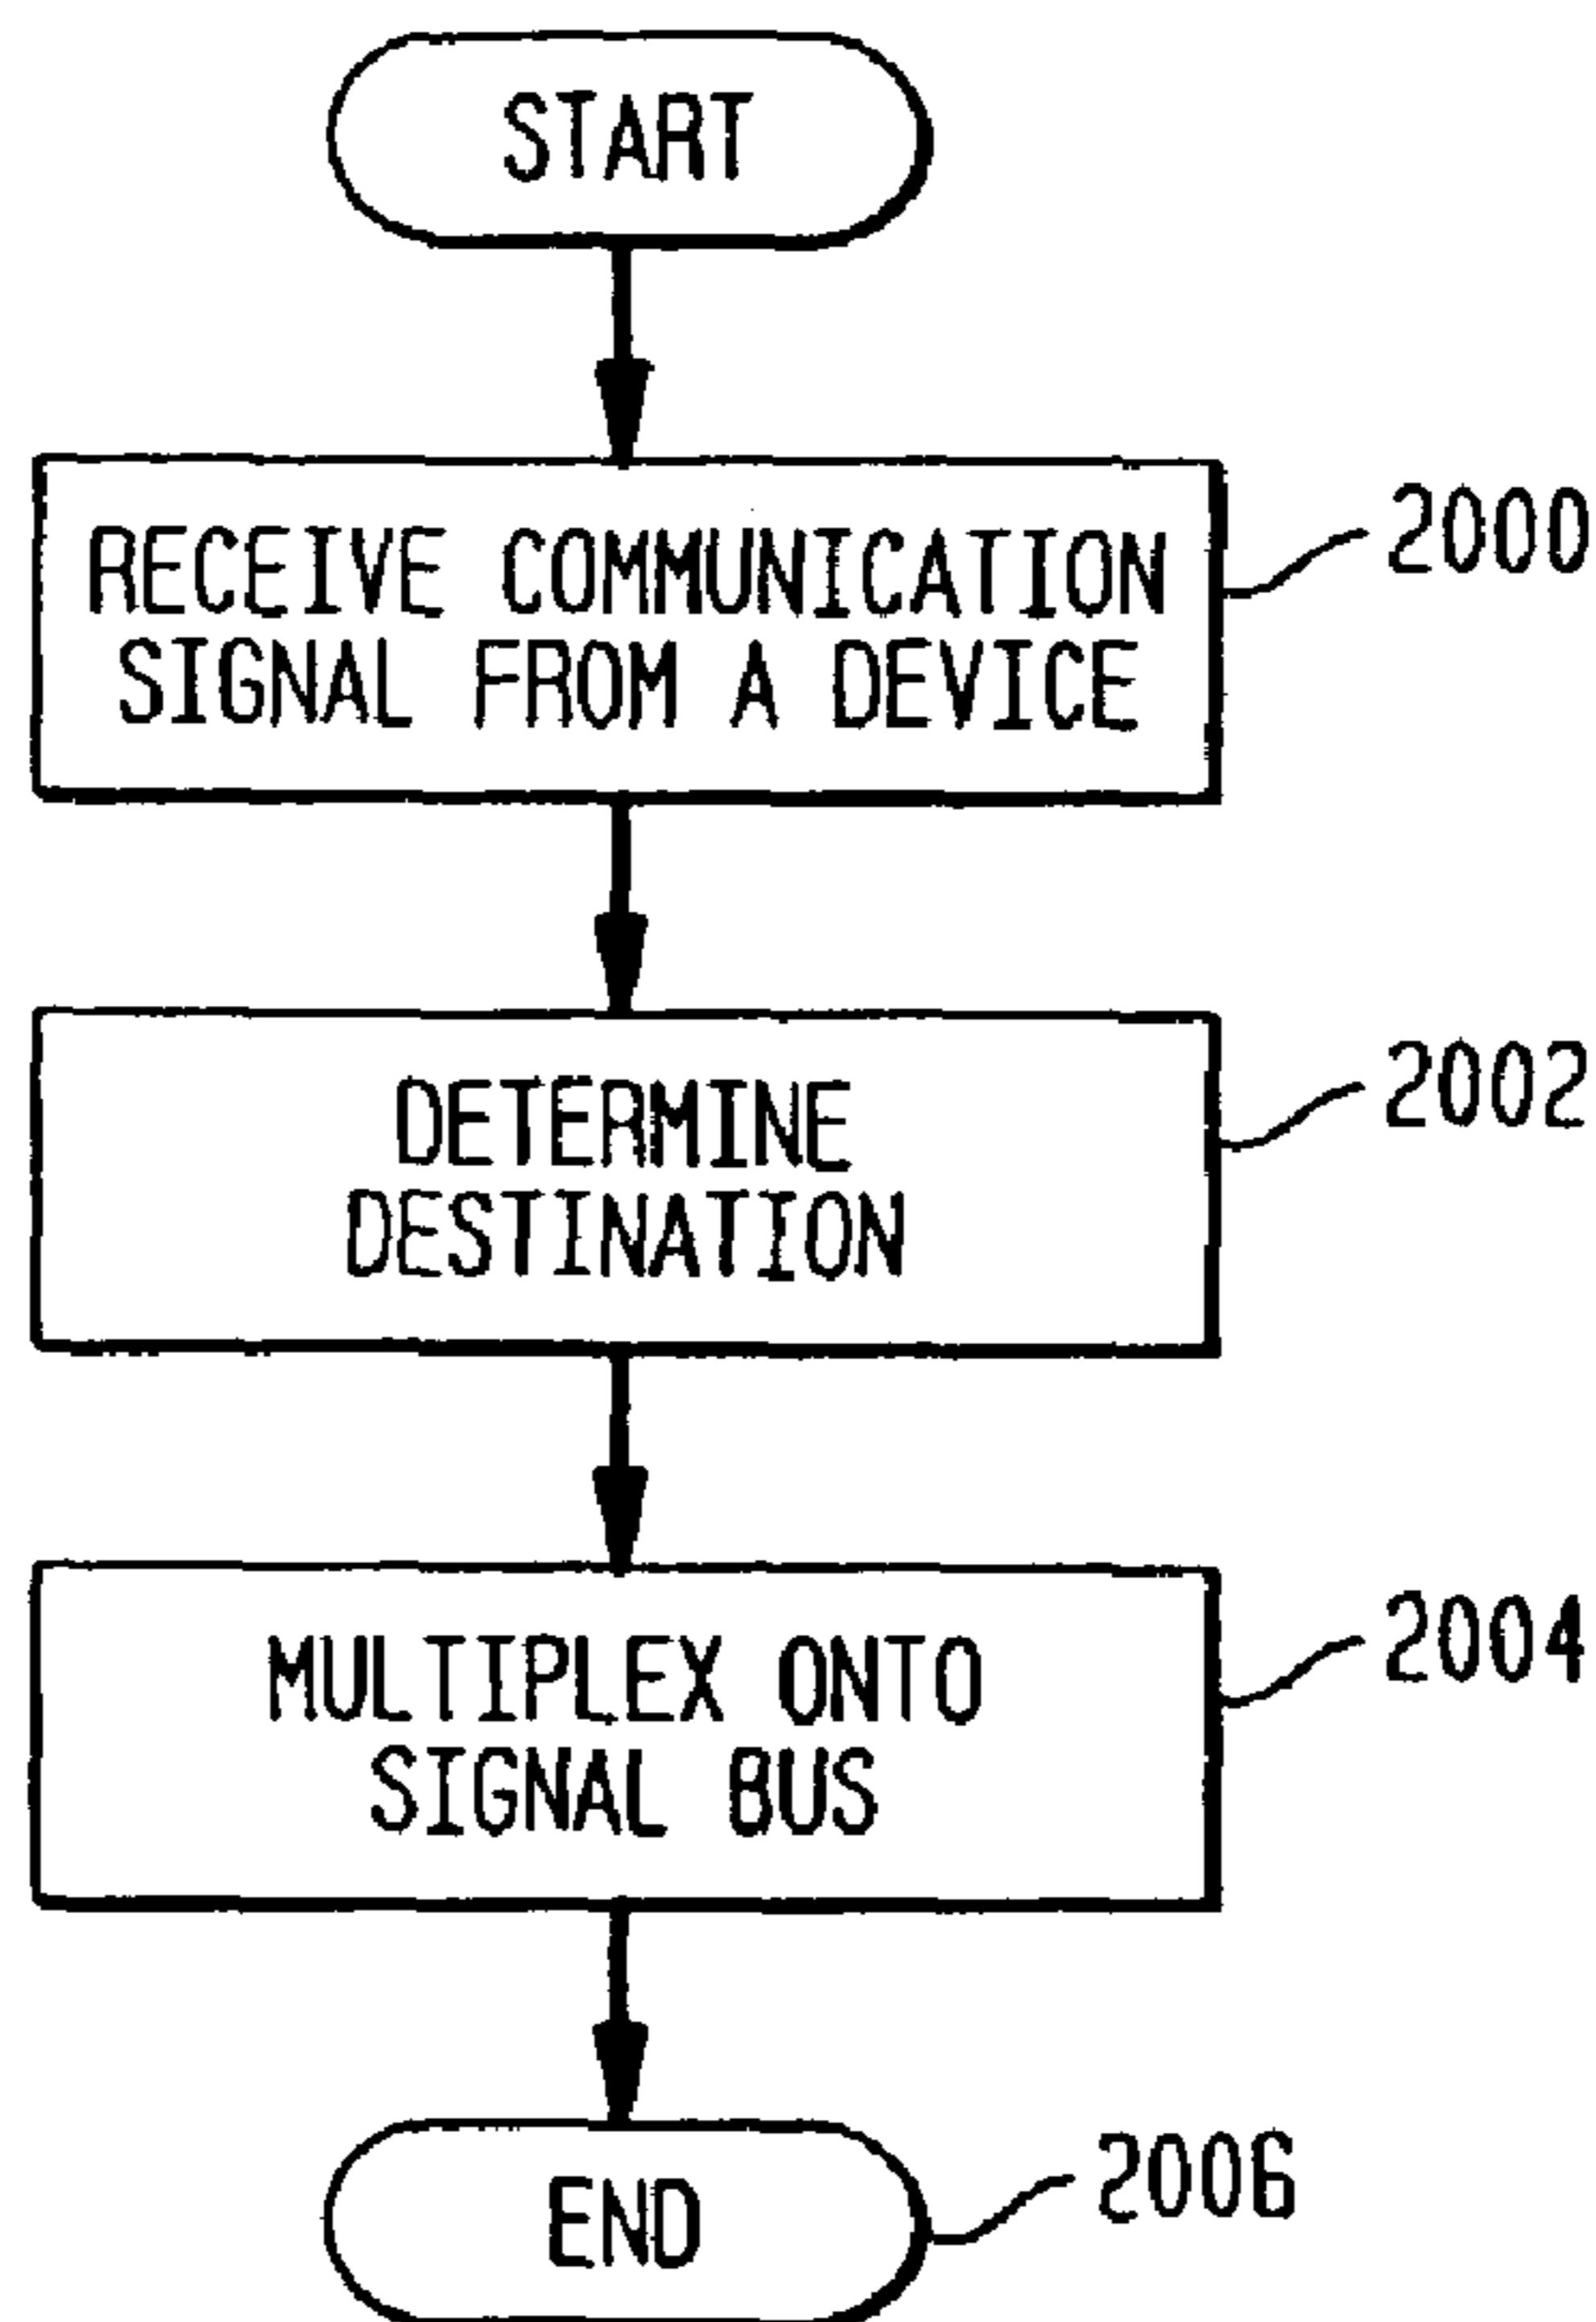 START
RECEIVE COMMUNICATION
SIGNAL FROM A DEVICE
2000
DETERMINE
DESTINATION
2002
MULTIPLEX ONTO
SIGNAL BUS
2004
END
2006